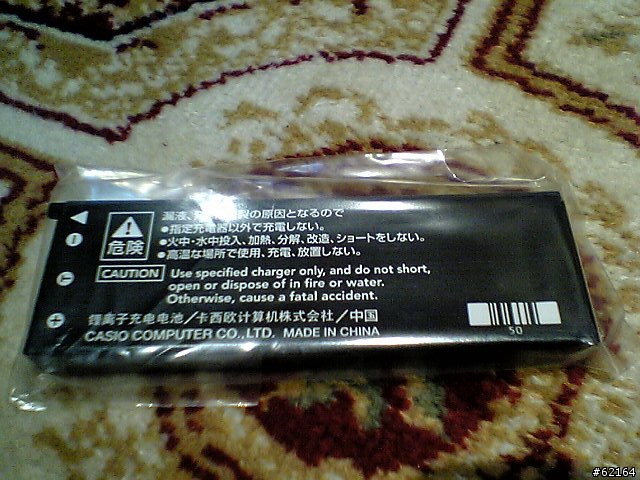 漏液、の原因となるので
危険
●指定充電器以外で充電しない。
●火中・水中投入、加熱、分解、改造、ショートをしない。
●高温な場所で使用、充電、放置しない。
CAUTION
Use specified charger only, and do not short,
open or dispose of in fire or water.
Otherwise, cause a fatal accident.
锂离子充电电池／卡西欧计算机株式会社／中国
CASIO COMPUTER CO., LTD. MADE IN CHINA
50
#62164